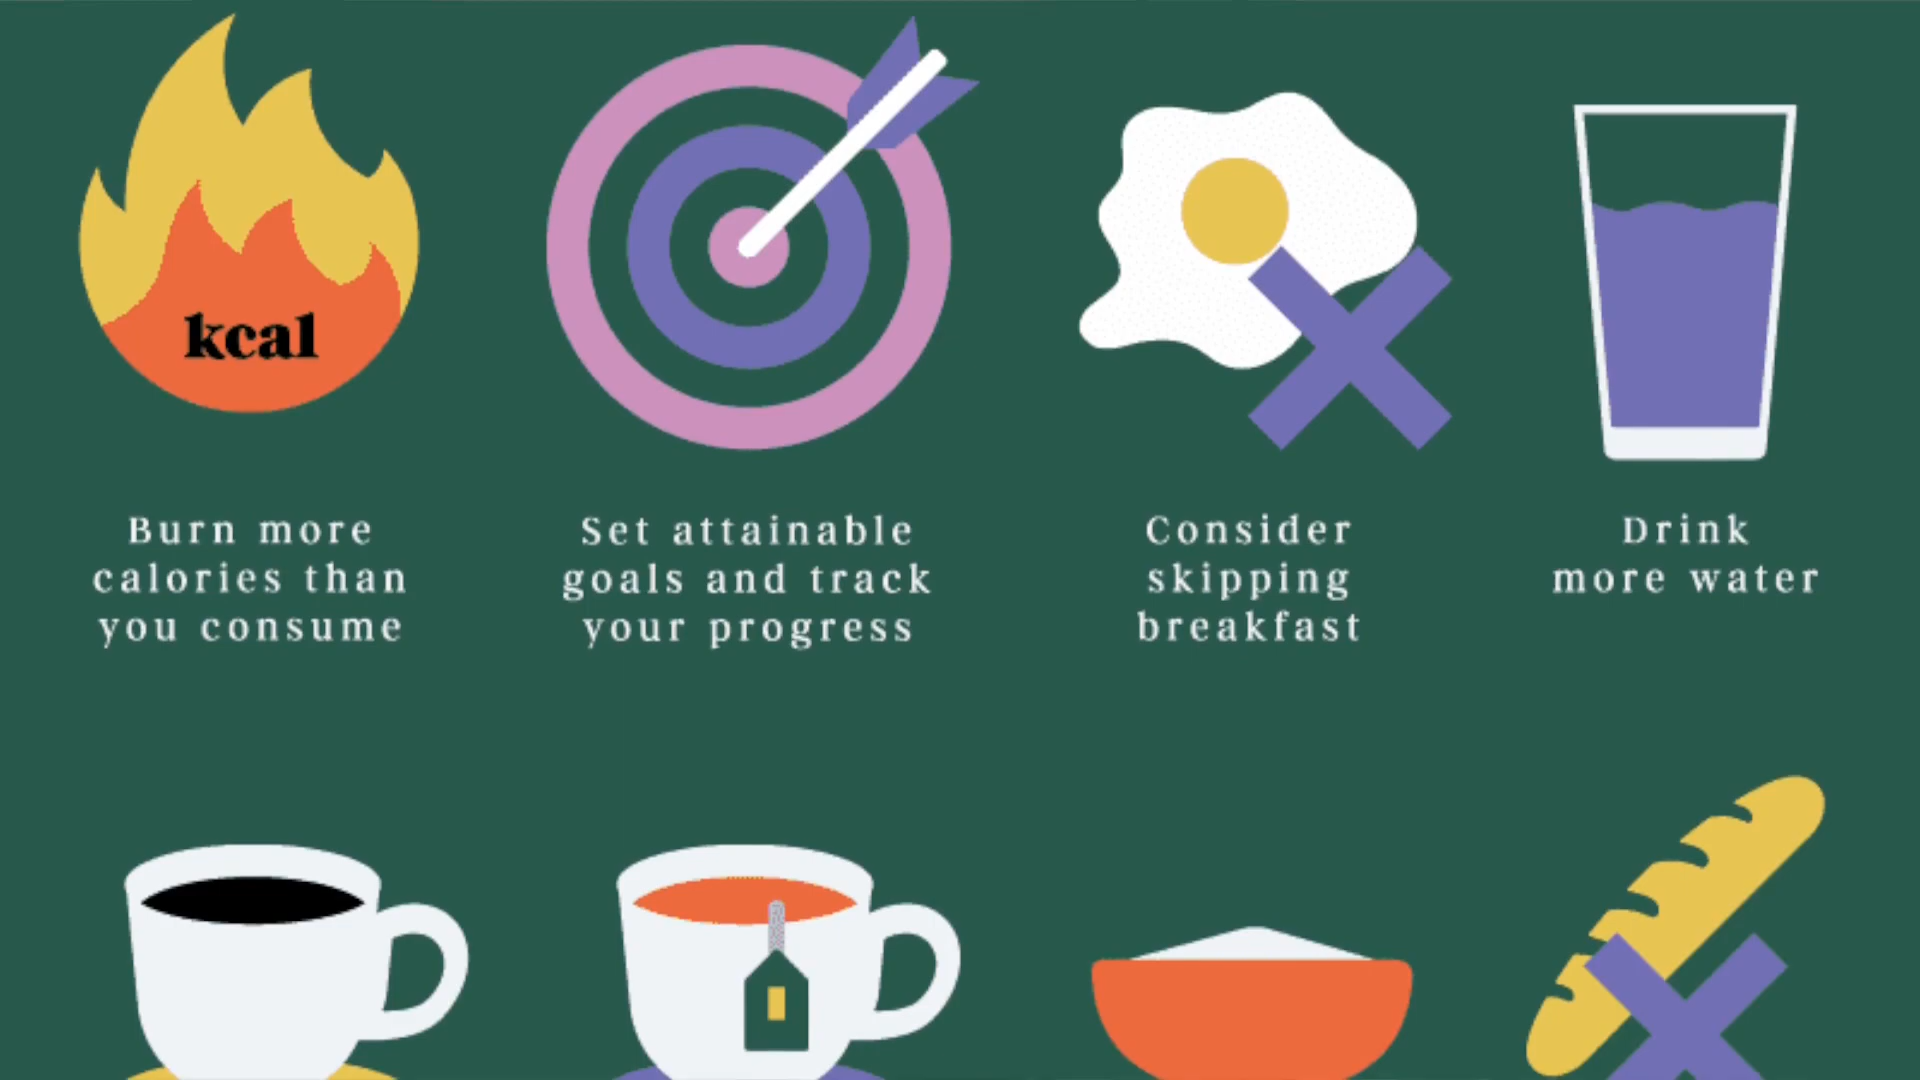 kcal
Burn more
calories than
you consume
Set attainable
goals and track
your progress
Consider
skipping
breakfast
Drink
more water